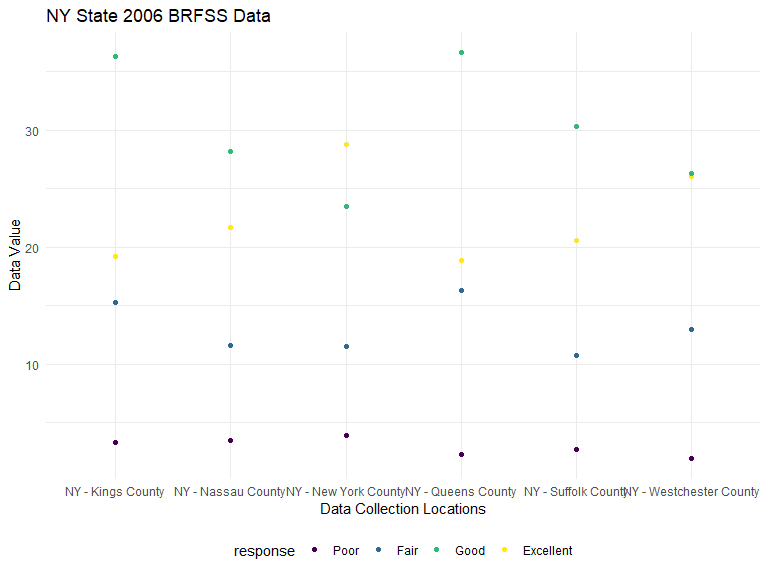 NY State 2006 BRFSS Data
Data Value
30
20
10
NY - Kings County NY - Nassau County NY - New York County NY - Queens County NY - Suffolk County NY - Westchester County
Data Collection Locations
response Poor Fair Good Excellent